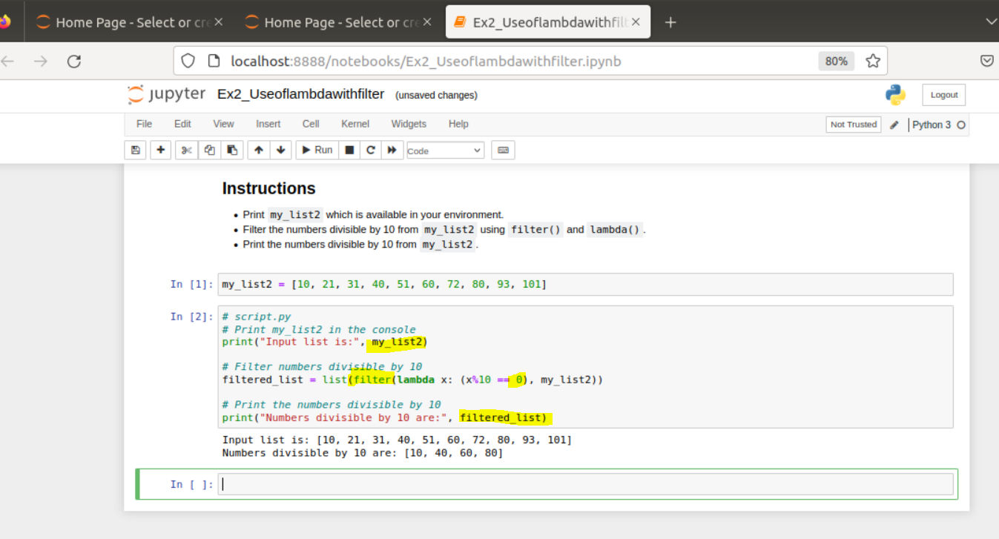 Home Page - Select or cre
Home Page - Select or cre
Ex2_Useoflambdawithfilt
localhost:8888/notebooks/Ex2_Useoflambdawithfilter.ipynb
80%
jupyter Ex2_Useoflambdawithfilter (unsaved changes)
Logout
File Edit View Insert Cell Kernel Widgets Help
Not Trusted
Python 3
Run
Code
Instructions
• Print my_list2 which is available in your environment.
• Filter the numbers divisible by 10 from my_list2 using filter() and lambda() .
• Print the numbers divisible by 10 from my_list2 .
In [1]: my_list2 = [10, 21, 31, 40, 51, 60, 72, 80, 93, 101]
In [2]: # script.py
# Print my_list2 in the console
print("Input list is:", my_list2)
# Filter numbers divisible by 10
filtered_list = list(filter(lambda x: (x%10 == 0), my_list2))
# Print the numbers divisible by 10
print("Numbers divisible by 10 are:", filtered_list)
Input list is: [10, 21, 31, 40, 51, 60, 72, 80, 93, 101]
Numbers divisible by 10 are: [10, 40, 60, 80]
In [ ]: